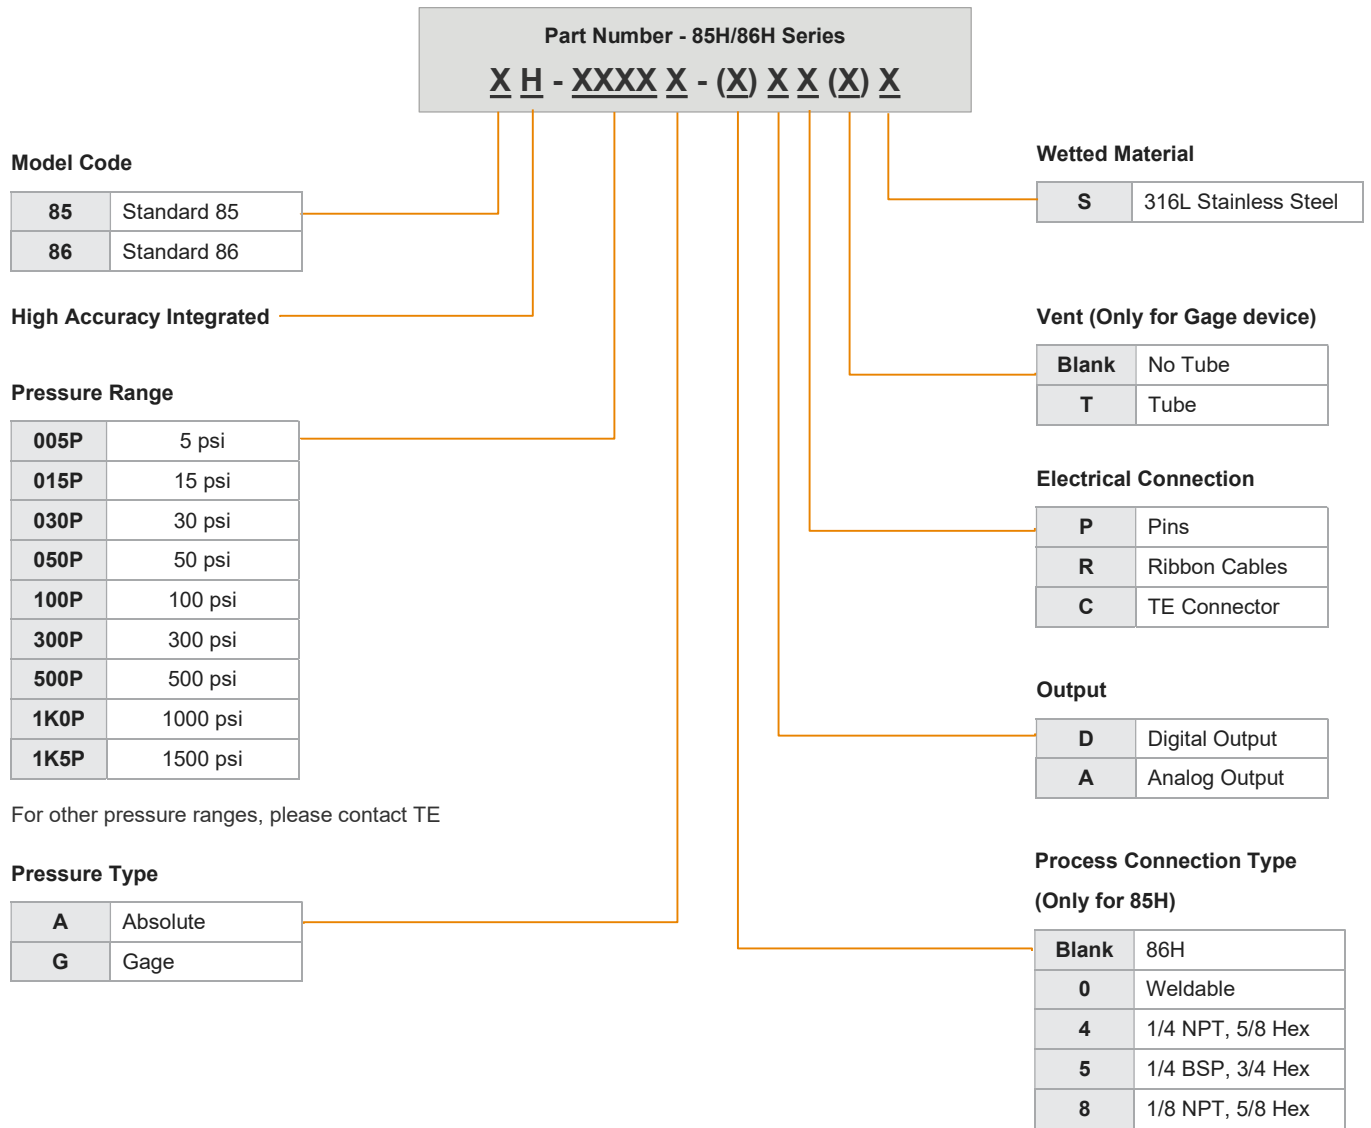 Part Number - 85H/86H Series
X H - XXXX X - (X) X X (X) X
Model Code
85 Standard 85
86 Standard 86
High Accuracy Integrated
Pressure Range
005P 5 psi
015P 15 psi
030P 30 psi
050P 50 psi
100P 100 psi
300P 300 psi
500P 500 psi
1K0P 1000 psi
1K5P 1500 psi
For other pressure ranges, please contact TE
Pressure Type
A Absolute
G Gage
Wetted Material
S 316L Stainless Steel
Vent (Only for Gage device)
Blank No Tube
T Tube
Electrical Connection
P Pins
R Ribbon Cables
C TE Connector
Output
D Digital Output
A Analog Output
Process Connection Type
(Only for 85H)
Blank 86H
0 Weldable
4 1/4 NPT, 5/8 Hex
5 1/4 BSP, 3/4 Hex
8 1/8 NPT, 5/8 Hex